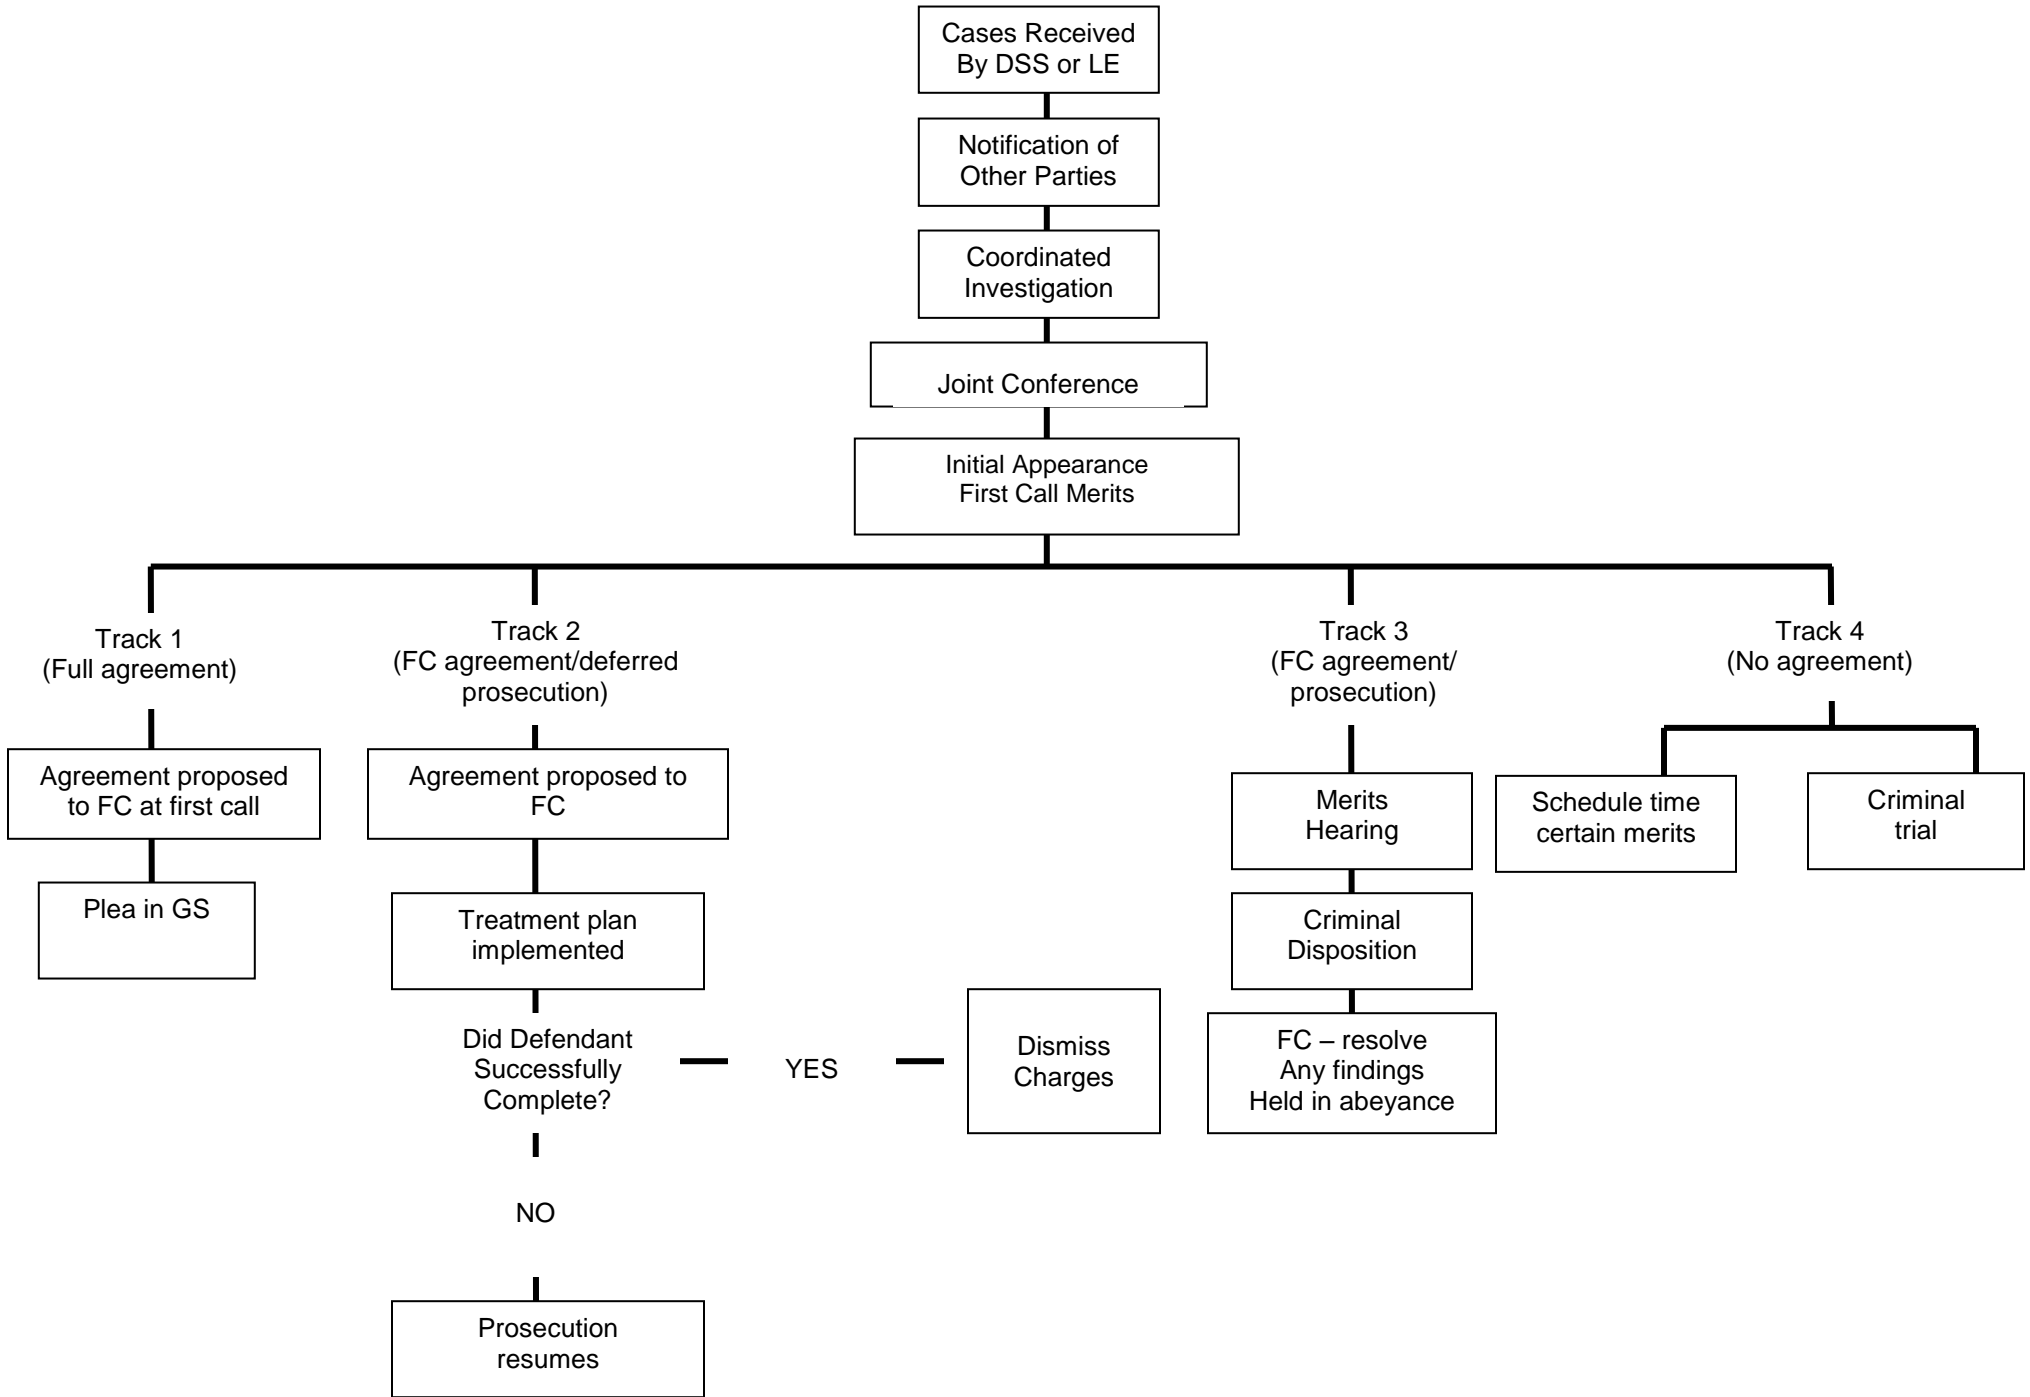 Cases Received
By DSS or LE
Notification of
Other Parties
Coordinated
Investigation
Joint Conference
Initial Appearance
First Call Merits
Track 1
(Full agreement)
Agreement proposed
to FC at first call
Plea in GS
Track 2
(FC agreement/deferred
prosecution)
Agreement proposed to
FC
Treatment plan
implemented
Did Defendant
Successfully
Complete?
YES
Dismiss
Charges
NO
Prosecution
resumes
Track 3
(FC agreement/
prosecution)
Merits
Hearing
Criminal
Disposition
FC – resolve
Any findings
Held in abeyance
Track 4
(No agreement)
Schedule time
certain merits
Criminal
trial